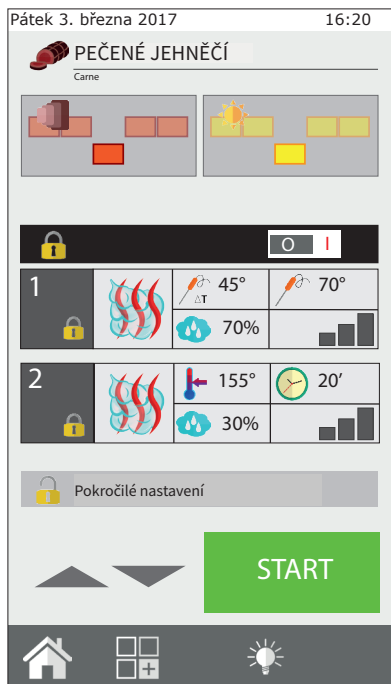 Pátek 3. března 2017 16:20
PEČENÉ JEHNĚČÍ
Carne
O I
1 45° 70°
ΔT
70%
2 155° 20′
30%
Pokročilé nastavení
START